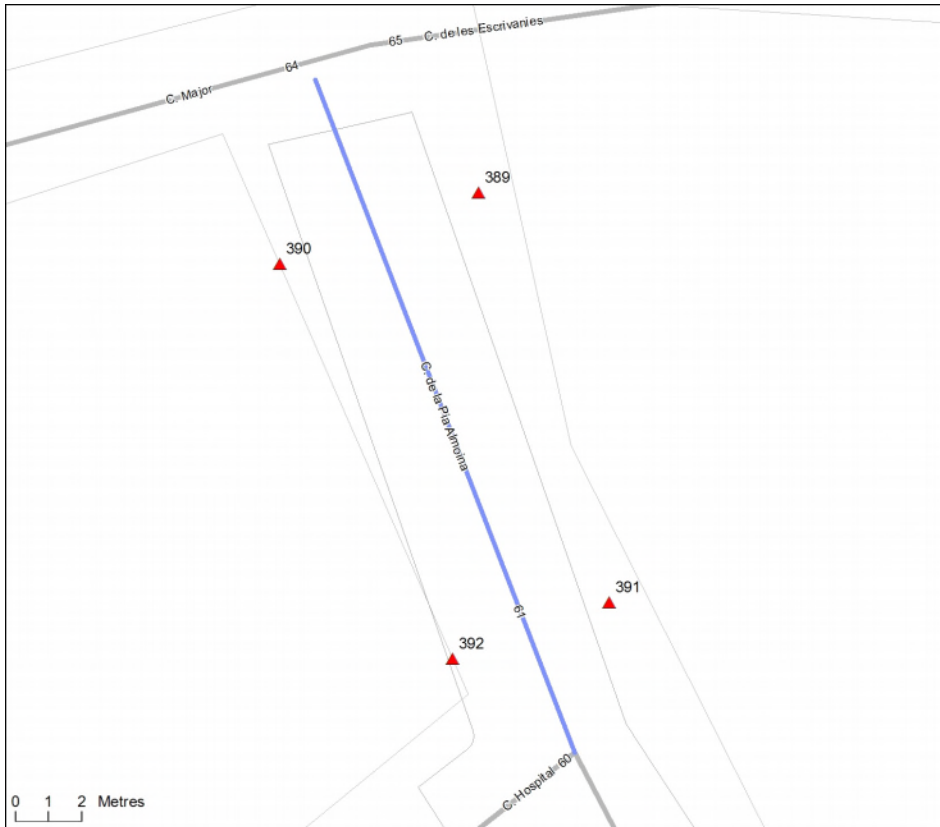 65 C. de les Escrivanies
64
C. Major
389
390
C. de la Pia Almoina
391
61
392
C. Hospital 60
0 1 2 Metres